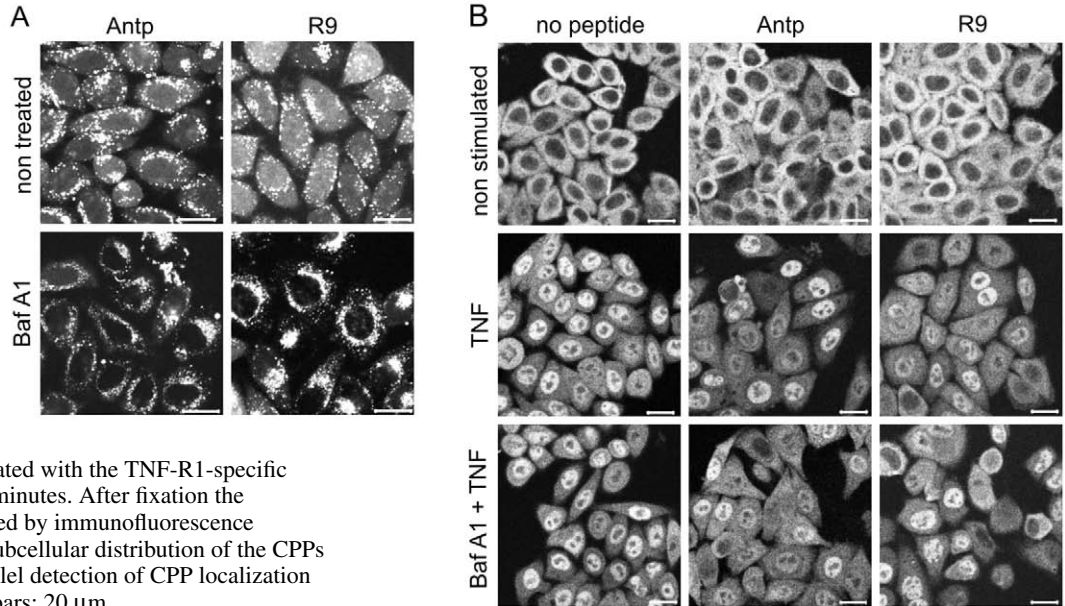 A
Antp
R9
non treated
Baf A1
B
no peptide
Antp
R9
non stimulated
TNF
Baf A1 + TNF
ated with the TNF-R1-specific
minutes. After fixation the
ed by immunofluorescence
ubcellular distribution of the CPPs
lel detection of CPP localization
bars: 20 µm